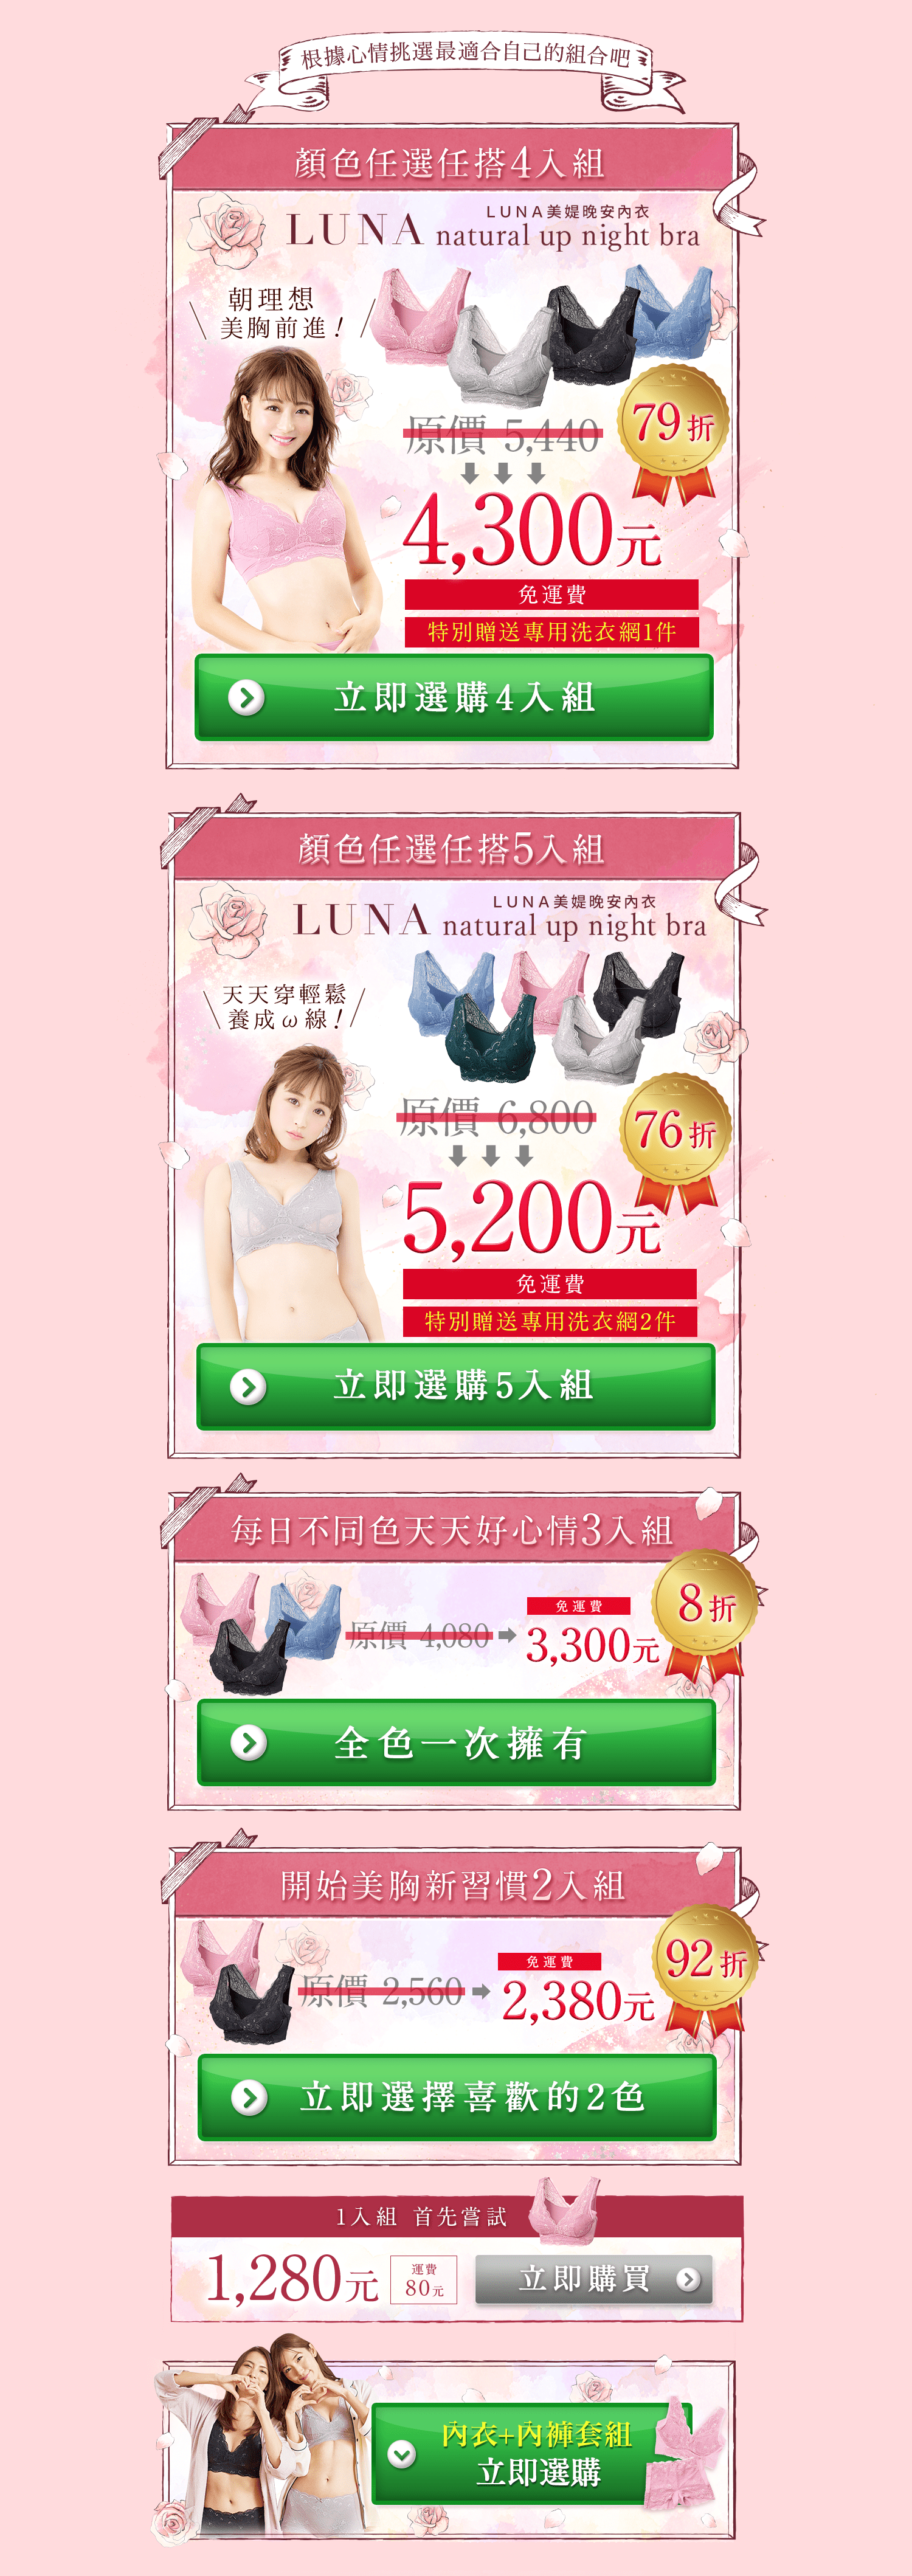 根據心情挑選最適合自己的組合吧
顏色任選任搭4入組
LUNA美媞晚安內衣
LUNA natural up night bra
朝理想
美胸前進!
原價 5,440
79折
4,300元
免運費
特別贈送專用洗衣網1件
立即選購4入組
顏色任選任搭5入組
LUNA美媞晚安內衣
LUNA natural up night bra
天天穿輕鬆
養成ω線!
原價 6,800
76折
5,200元
免運費
特別贈送專用洗衣網2件
立即選購5入組
每日不同色天天好心情3入組
8折
免運費
原價 4,080
3,300元
全色一次擁有
開始美胸新習慣2入組
92折
免運費
原價 2,560
2,380元
立即選擇喜歡的2色
1入組 首先嘗試
1,280元
運費
80元
立即購買
內衣+內褲套組
立即選購